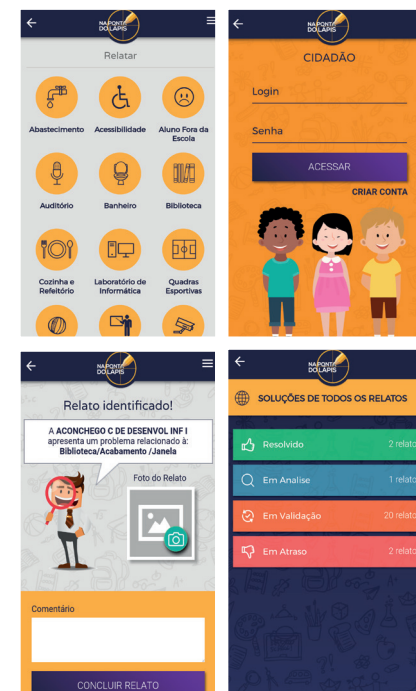 NA PONTA
DO LÁPIS
Relatar
Abastecimento
Acessibilidade
Aluno Fora da
Escola
Auditório
Banheiro
Biblioteca
Cozinha e
Refeitório
Laboratório de
Informática
Quadras
Esportivas
NA PONTA
DO LÁPIS
CIDADÃO
Login
Senha
ACESSAR
CRIAR CONTA
NA PONTA
DO LÁPIS
Relato identificado!
A ACONCHEGO C DE DESENVOL INF I
apresenta um problema relacionado à:
Biblioteca/Acabamento /Janela
Foto do Relato
Comentário
CONCLUIR RELATO
NA PONTA
DO LÁPIS
SOLUÇÕES DE TODOS OS RELATOS
Resolvido 2 relato
Em Analise 1 relato
Em Validação 20 relato
Em Atraso 2 relato